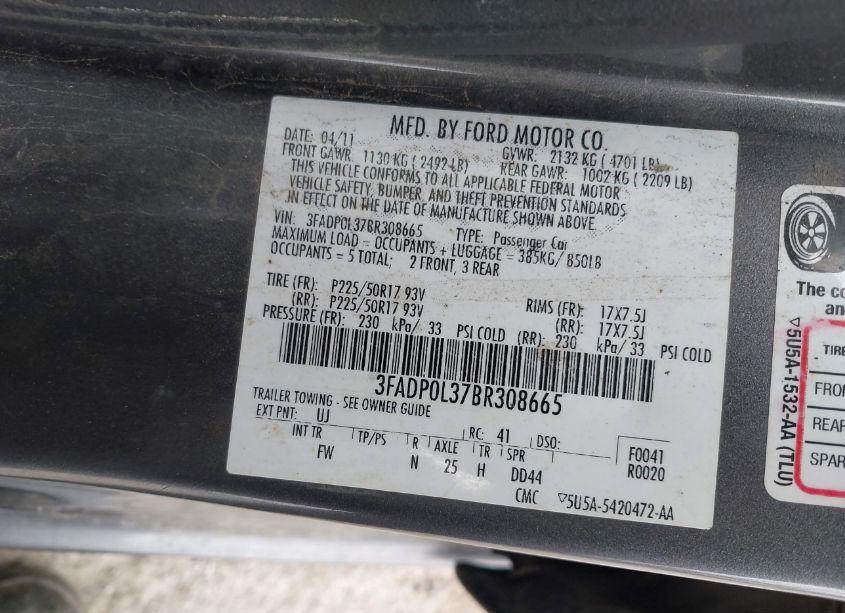 MFD. BY FORD MOTOR CO.
DATE: 04/11 GVWR: 2132 KG ( 4701 LB)
FRONT GAWR: 1130 KG ( 2492 LB) REAR GAWR: 1002 KG ( 2209 LB)
THIS VEHICLE CONFORMS TO ALL APPLICABLE FEDERAL MOTOR
VEHICLE SAFETY, BUMPER, AND THEFT PREVENTION STANDARDS
IN EFFECT ON THE DATE OF MANUFACTURE SHOWN ABOVE.
VIN: 3FADP0L37BR308665 TYPE: Passenger Car
MAXIMUM LOAD = OCCUPANTS + LUGGAGE = 385KG/ 850LB
OCCUPANTS = 5 TOTAL; 2 FRONT, 3 REAR
TIRE (FR): P225/50R17 93V RIMS (FR): 17X7.5J
(RR): P225/50R17 93V (RR): 17X7.5J
PRESSURE (FR): 230 kPa/ 33 PSI COLD (RR): 230 kPa/ 33 PSI COLD
3FADP0L37BR308665
TRAILER TOWING - SEE OWNER GUIDE
EXT PNT: UJ RC: 41 DSO: F0041
INT TR TP/PS R AXLE TR SPR R0020
FW N 25 H DD44
CMC ▽5U5A-5420472-AA
The co
an
▽5U5A-1532-AA (TLU)
TIRE
FRON
REAR
SPAR